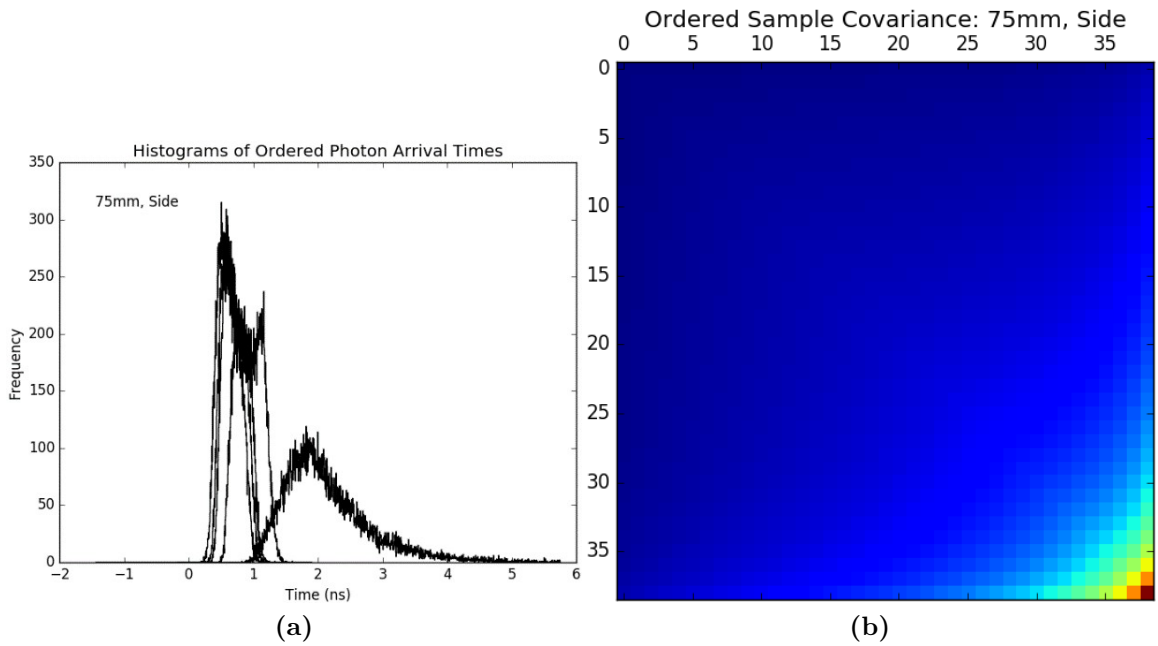 Histograms of Ordered Photon Arrival Times
350
300
250
200
150
100
50
0
Frequency
75mm, Side
−2 −1 0 1 2 3 4 5 6
Time (ns)
(a)
Ordered Sample Covariance: 75mm, Side
0 5 10 15 20 25 30 35
0
5
10
15
20
25
30
35
(b)